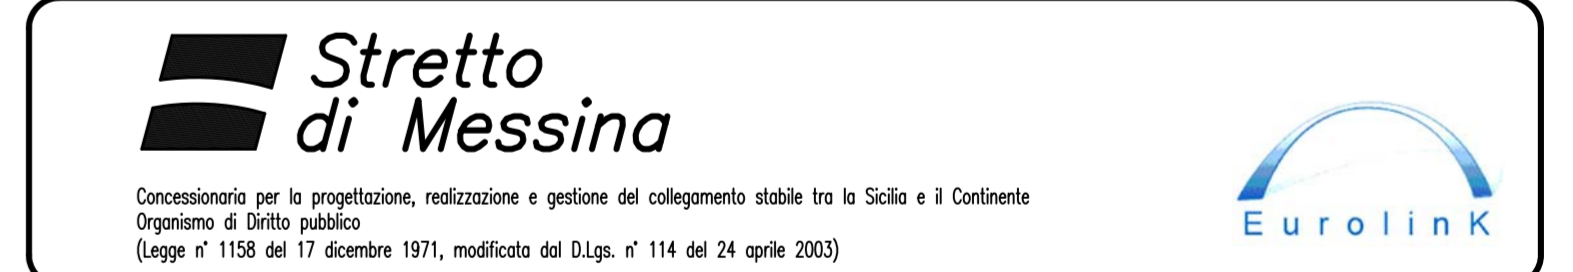 Stretto
di Messina
Concessionaria per la progettazione, realizzazione e gestione del collegamento stabile tra la Sicilia e il Continente
Organismo di Diritto pubblico
(Legge n° 1158 del 17 dicembre 1971, modificata dal D.Lgs. n° 114 del 24 aprile 2003)
EurolinK